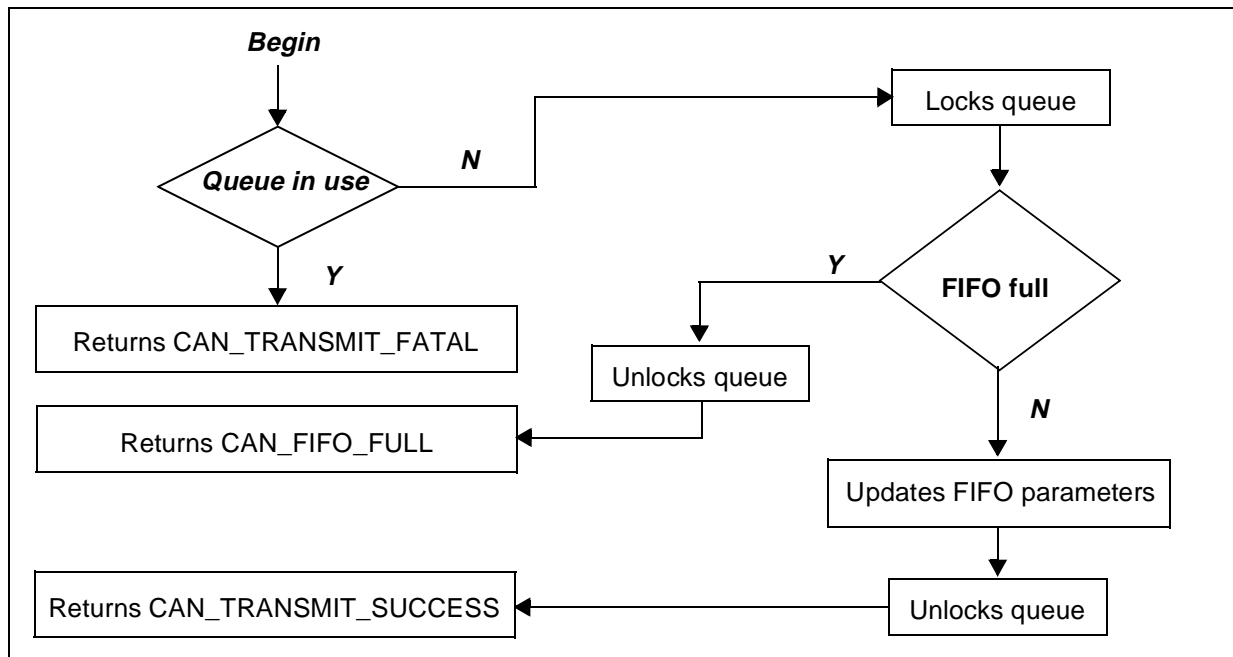 Begin
Queue in use
N
Y
Returns CAN_TRANSMIT_FATAL
Locks queue
FIFO full
Y
Unlocks queue
Returns CAN_FIFO_FULL
N
Updates FIFO parameters
Unlocks queue
Returns CAN_TRANSMIT_SUCCESS